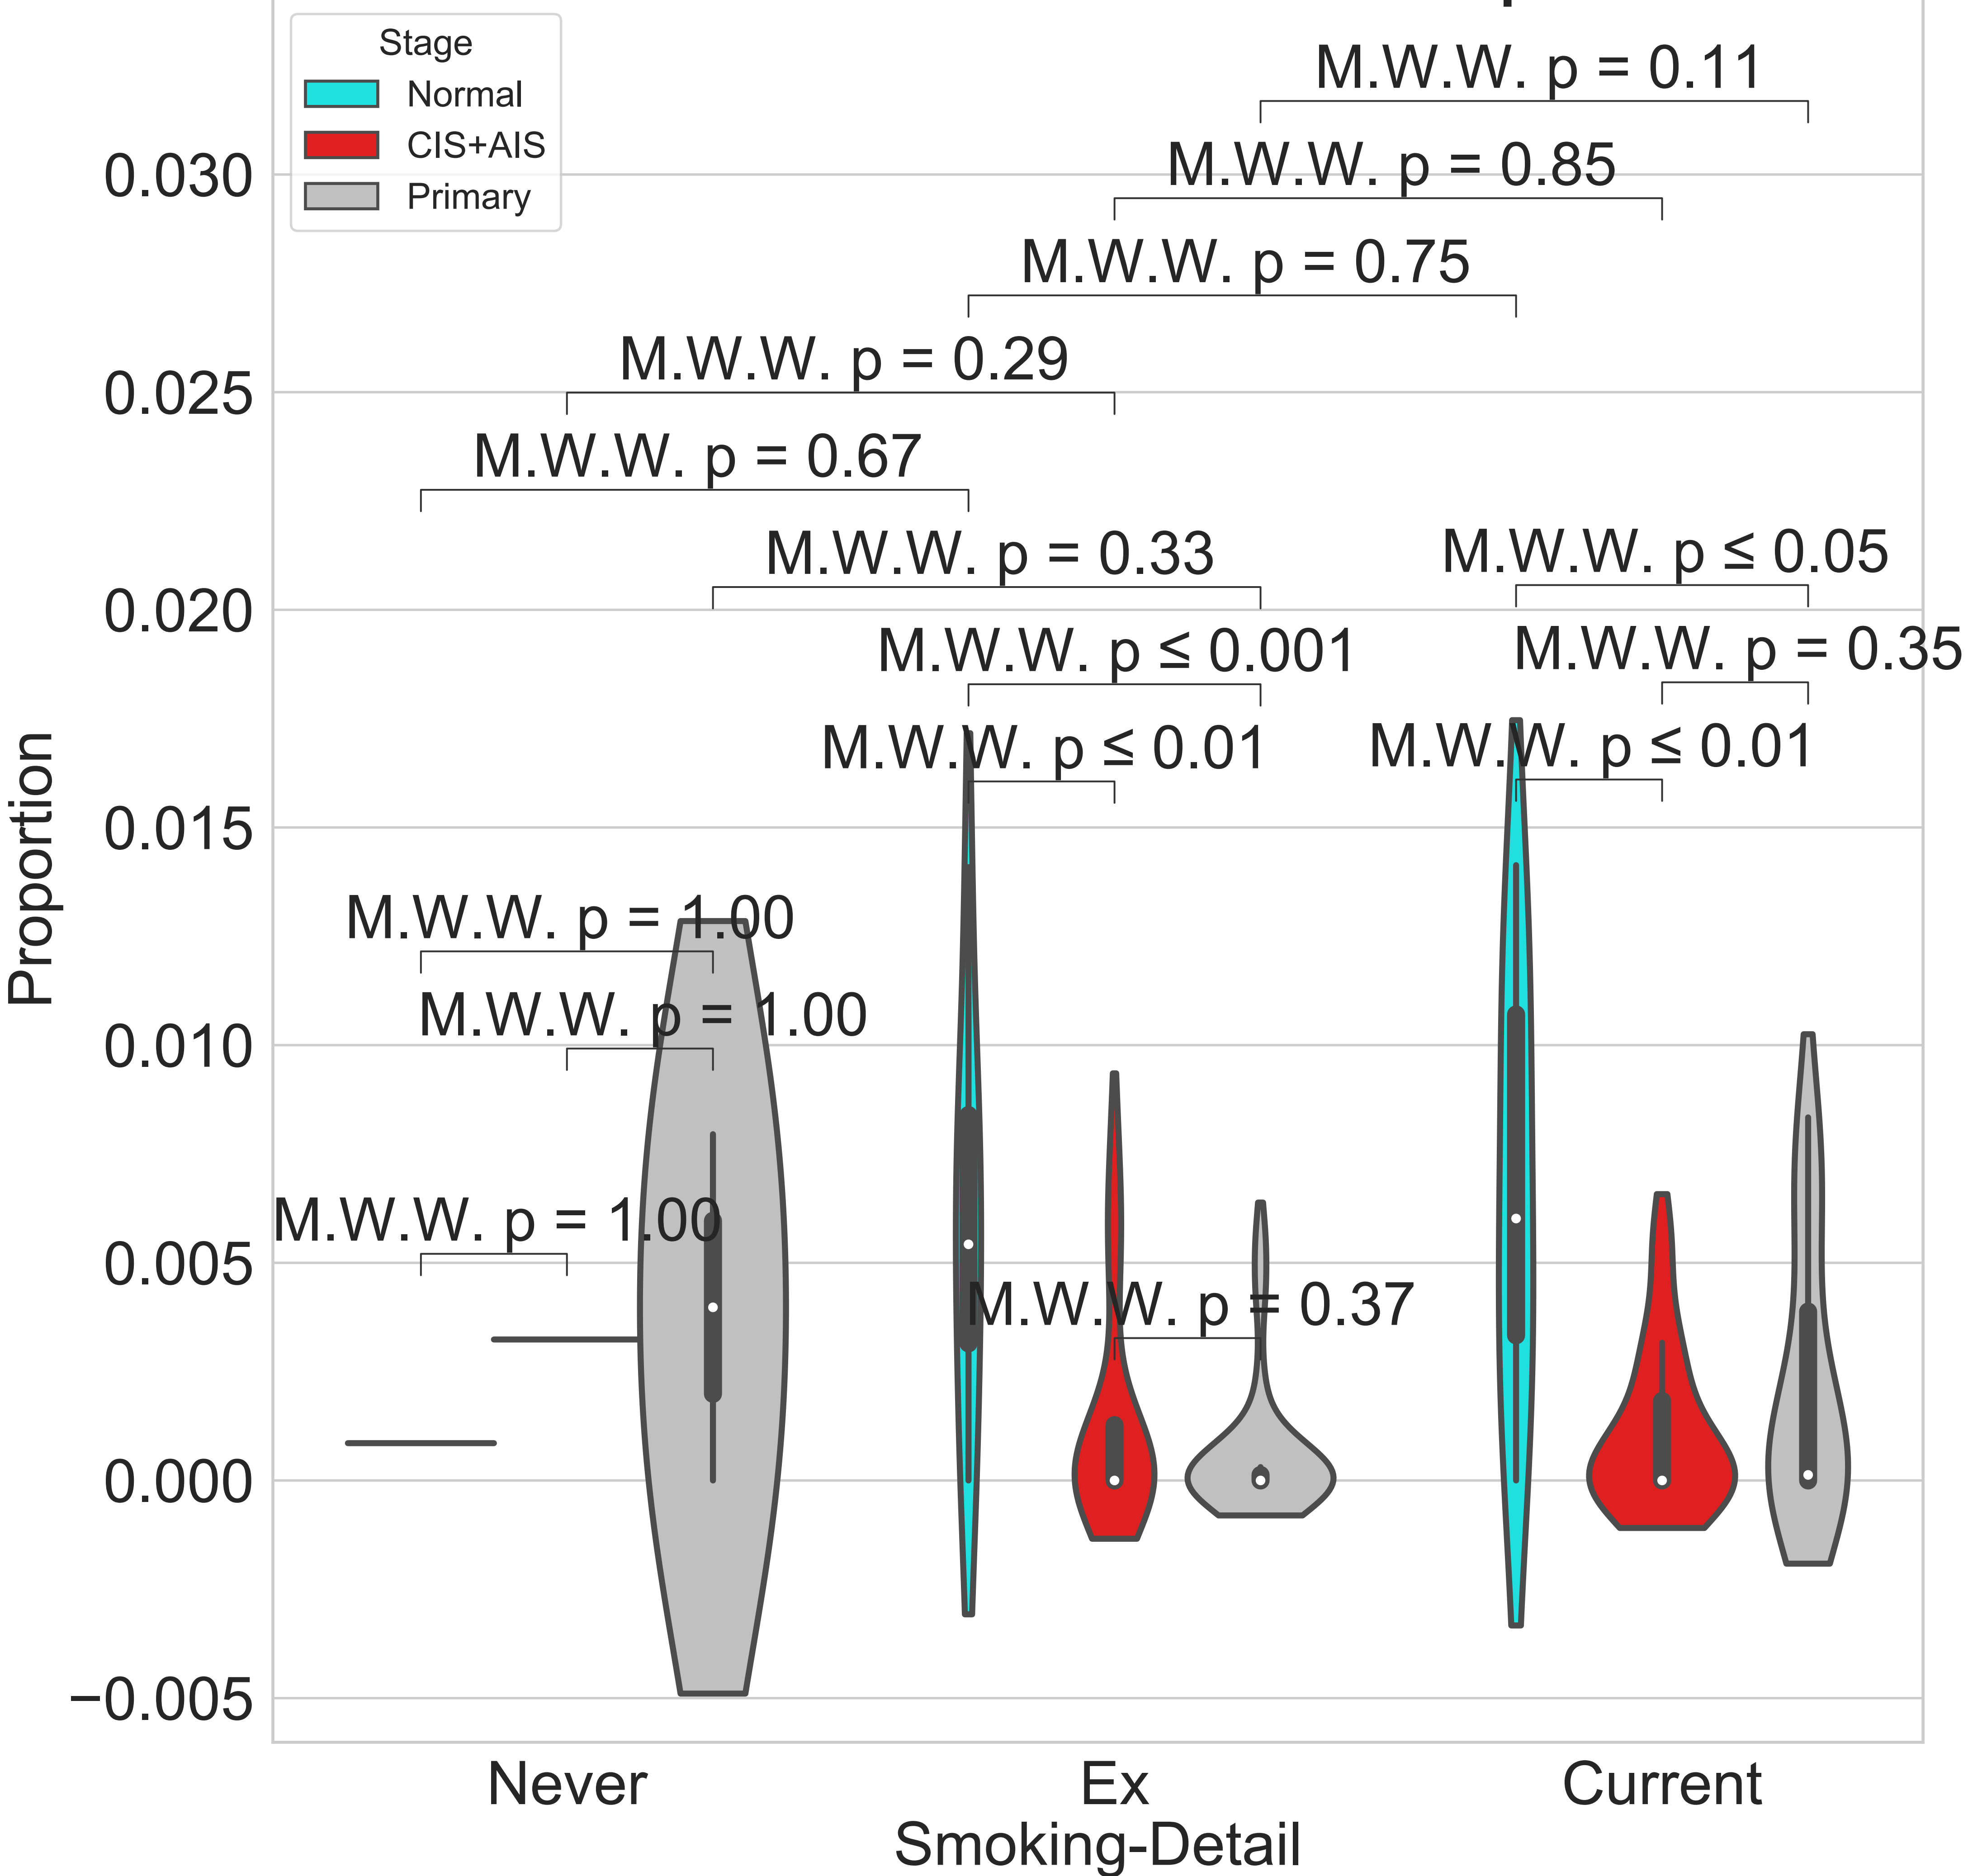 Stage
Normal
CIS+AIS
Primary
M.W.W. p = 0.11
M.W.W. p = 0.85
M.W.W. p = 0.75
M.W.W. p = 0.29
M.W.W. p = 0.67
M.W.W. p = 0.33
M.W.W. p ≤ 0.05
M.W.W. p ≤ 0.001
M.W.W. p = 0.35
M.W.W. p ≤ 0.01
M.W.W. p ≤ 0.01
M.W.W. p = 1.00
M.W.W. p = 1.00
M.W.W. p = 1.00
M.W.W. p = 0.37
0.030
0.025
0.020
0.015
0.010
0.005
0.000
−0.005
Proportion
Never
Ex
Current
Smoking-Detail